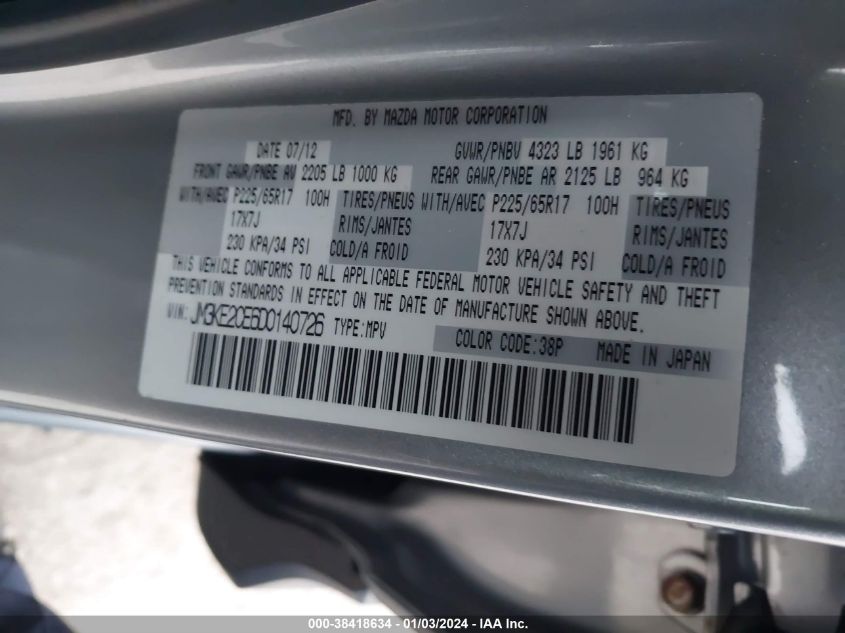 MFD. BY MAZDA MOTOR CORPORATION
DATE 07/12 GVWR/PNBV 4323 LB 1961 KG
FRONT GAWR/PNBE AV 2205 LB 1000 KG REAR GAWR/PNBE AR 2125 LB 964 KG
WITH/AVEC P225/65R17 100H TIRES/PNEUS WITH/AVEC P225/65R17 100H TIRES/PNEUS
17X7J RIMS/JANTES 17X7J RIMS/JANTES
230 KPA/34 PSI COLD/A FROID 230 KPA/34 PSI COLD/A FROID
THIS VEHICLE CONFORMS TO ALL APPLICABLE FEDERAL MOTOR VEHICLE SAFETY AND THEFT
PREVENTION STANDARDS IN EFFECT ON THE DATE OF MANUFACTURE SHOWN ABOVE.
VIN: JM3KE2CE6D0140726 TYPE:MPV COLOR CODE:38P MADE IN JAPAN
000-38418634 - 01/03/2024 - IAA Inc.